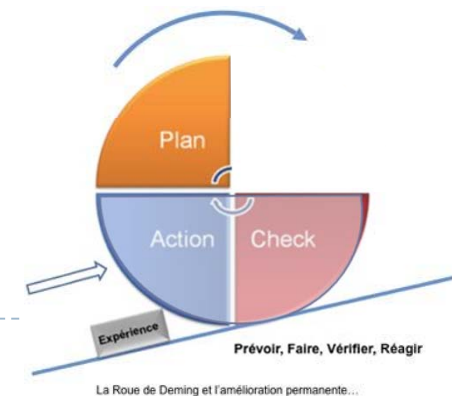 Plan
Action Check
Expérience
Prévoir, Faire, Vérifier, Réagir
La Roue de Deming et l'amélioration permanente…